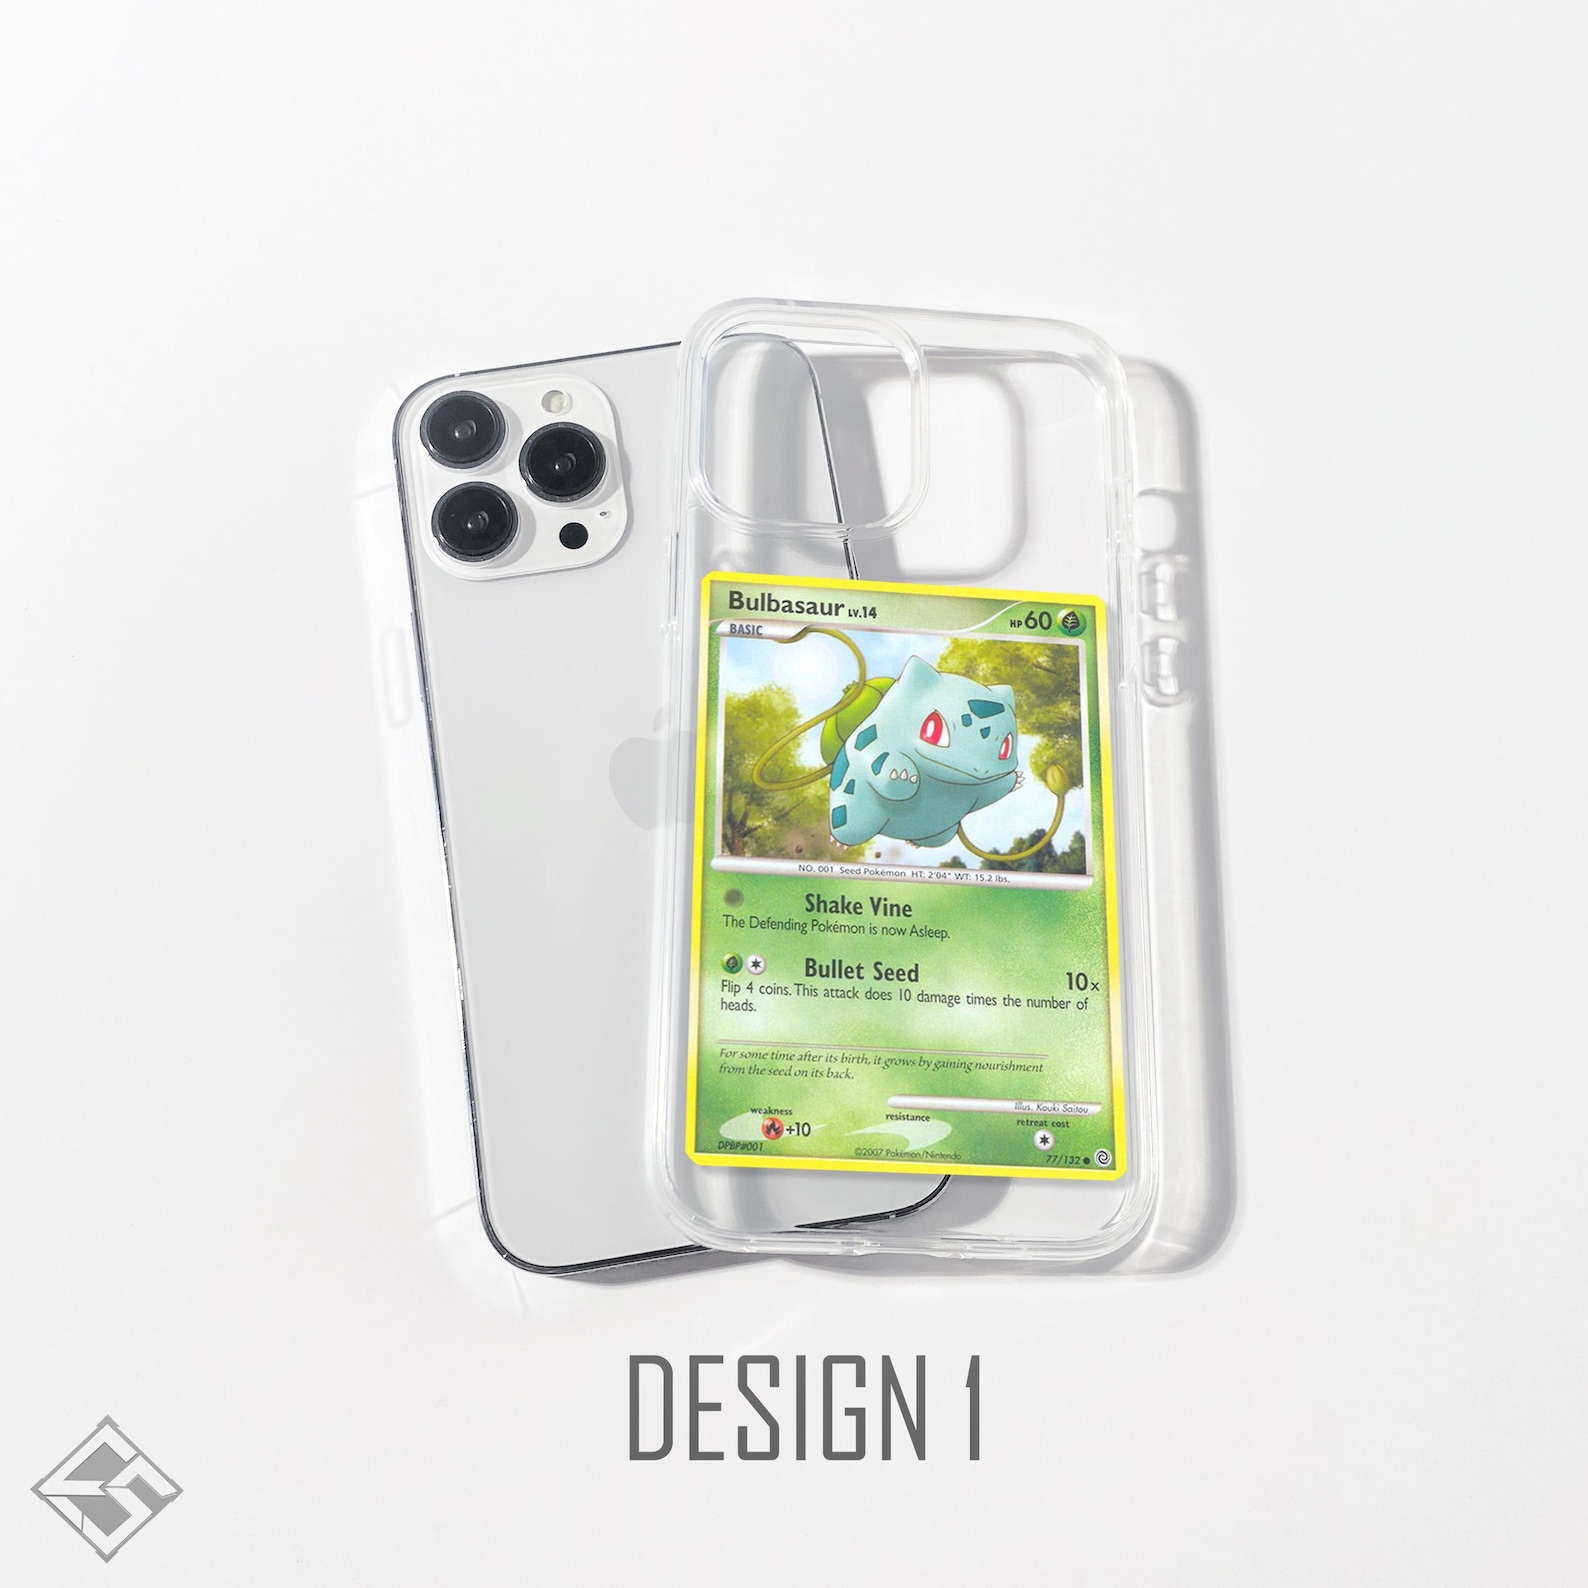 Bulbasaur LV.14
HP 60
BASIC
NO. 001 Seed Pokémon HT: 2'04" WT: 15.2 lbs.
Shake Vine
The Defending Pokémon is now Asleep.
Bullet Seed
10×
Flip 4 coins. This attack does 10 damage times the number of
heads.
For some time after its birth, it grows by gaining nourishment
from the seed on its back.
Illus. Kouki Saitou
weakness
resistance
retreat cost
+10
DPBP#001
©2007 Pokémon/Nintendo
77/132
DESIGN 1